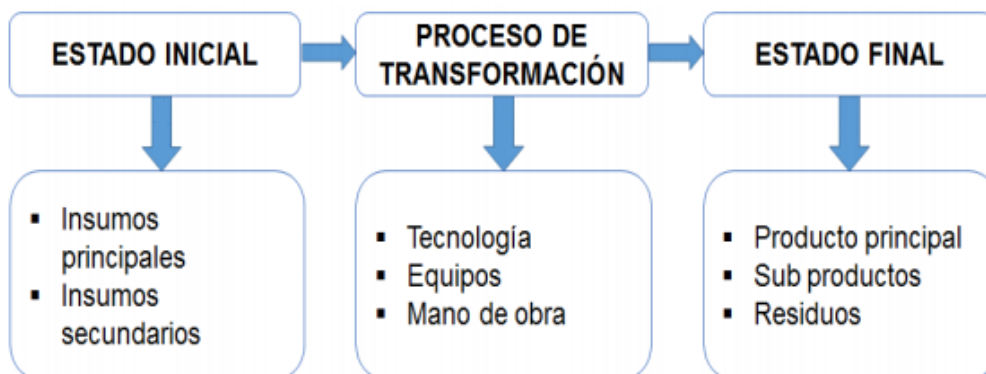 ESTADO INICIAL
PROCESO DE
TRANSFORMACIÓN
ESTADO FINAL
▪ Insumos
principales
▪ Insumos
secundarios
▪ Tecnología
▪ Equipos
▪ Mano de obra
▪ Producto principal
▪ Sub productos
▪ Residuos